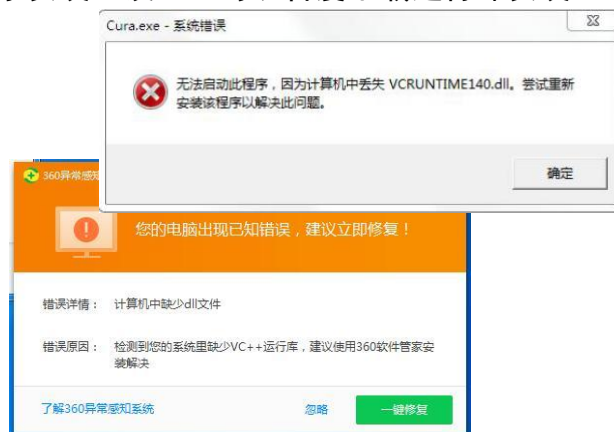 Cura.exe - 系统错误
无法启动此程序，因为计算机中丢失 VCRUNTIME140.dll。尝试重新
安装该程序以解决此问题。
确定
360异常感知
您的电脑出现已知错误，建议立即修复！
错误详情： 计算机中缺少dll文件
错误原因： 检测到您的系统里缺少VC++运行库，建议使用360软件管家安
装解决
了解360异常感知系统 忽略 一键修复